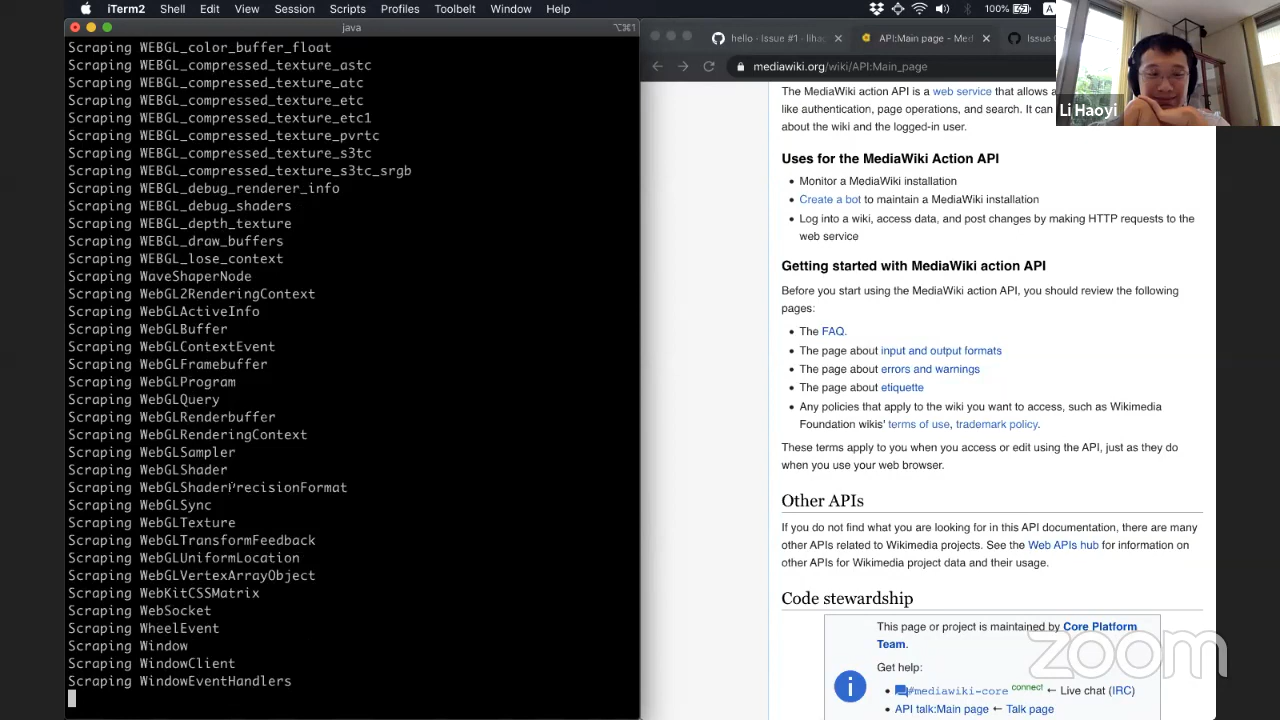 iTerm2 Shell Edit View Session Scripts Profiles Toolbelt Window Help 100% A
java ⌥⌘1
Scraping WEBGL_color_buffer_float
Scraping WEBGL_compressed_texture_astc
Scraping WEBGL_compressed_texture_atc
Scraping WEBGL_compressed_texture_etc
Scraping WEBGL_compressed_texture_etc1
Scraping WEBGL_compressed_texture_pvrtc
Scraping WEBGL_compressed_texture_s3tc
Scraping WEBGL_compressed_texture_s3tc_srgb
Scraping WEBGL_debug_renderer_info
Scraping WEBGL_debug_shaders
Scraping WEBGL_depth_texture
Scraping WEBGL_draw_buffers
Scraping WEBGL_lose_context
Scraping WaveShaperNode
Scraping WebGL2RenderingContext
Scraping WebGLActiveInfo
Scraping WebGLBuffer
Scraping WebGLContextEvent
Scraping WebGLFramebuffer
Scraping WebGLProgram
Scraping WebGLQuery
Scraping WebGLRenderbuffer
Scraping WebGLRenderingContext
Scraping WebGLSampler
Scraping WebGLShader
Scraping WebGLShaderPrecisionFormat
Scraping WebGLSync
Scraping WebGLTexture
Scraping WebGLTransformFeedback
Scraping WebGLUniformLocation
Scraping WebGLVertexArrayObject
Scraping WebKitCSSMatrix
Scraping WebSocket
Scraping WheelEvent
Scraping Window
Scraping WindowClient
Scraping WindowEventHandlers
hello · Issue #1 · lihao API:Main page - Med Issue
mediawiki.org/wiki/API:Main_page
The MediaWiki action API is a web service that allows
like authentication, page operations, and search. It can
about the wiki and the logged-in user.
Uses for the MediaWiki Action API
Monitor a MediaWiki installation
Create a bot to maintain a MediaWiki installation
Log into a wiki, access data, and post changes by making HTTP requests to the
web service
Getting started with MediaWiki action API
Before you start using the MediaWiki action API, you should review the following
pages:
The FAQ.
The page about input and output formats
The page about errors and warnings
The page about etiquette
Any policies that apply to the wiki you want to access, such as Wikimedia
Foundation wikis' terms of use, trademark policy.
These terms apply to you when you access or edit using the API, just as they do
when you use your web browser.
Other APIs
If you do not find what you are looking for in this API documentation, there are many
other APIs related to Wikimedia projects. See the Web APIs hub for information on
other APIs for Wikimedia project data and their usage.
Code stewardship
This page or project is maintained by Core Platform
Team.
Get help:
#mediawiki-core connect ← Live chat (IRC)
API talk:Main page ← Talk page
Li Haoyi
zoom